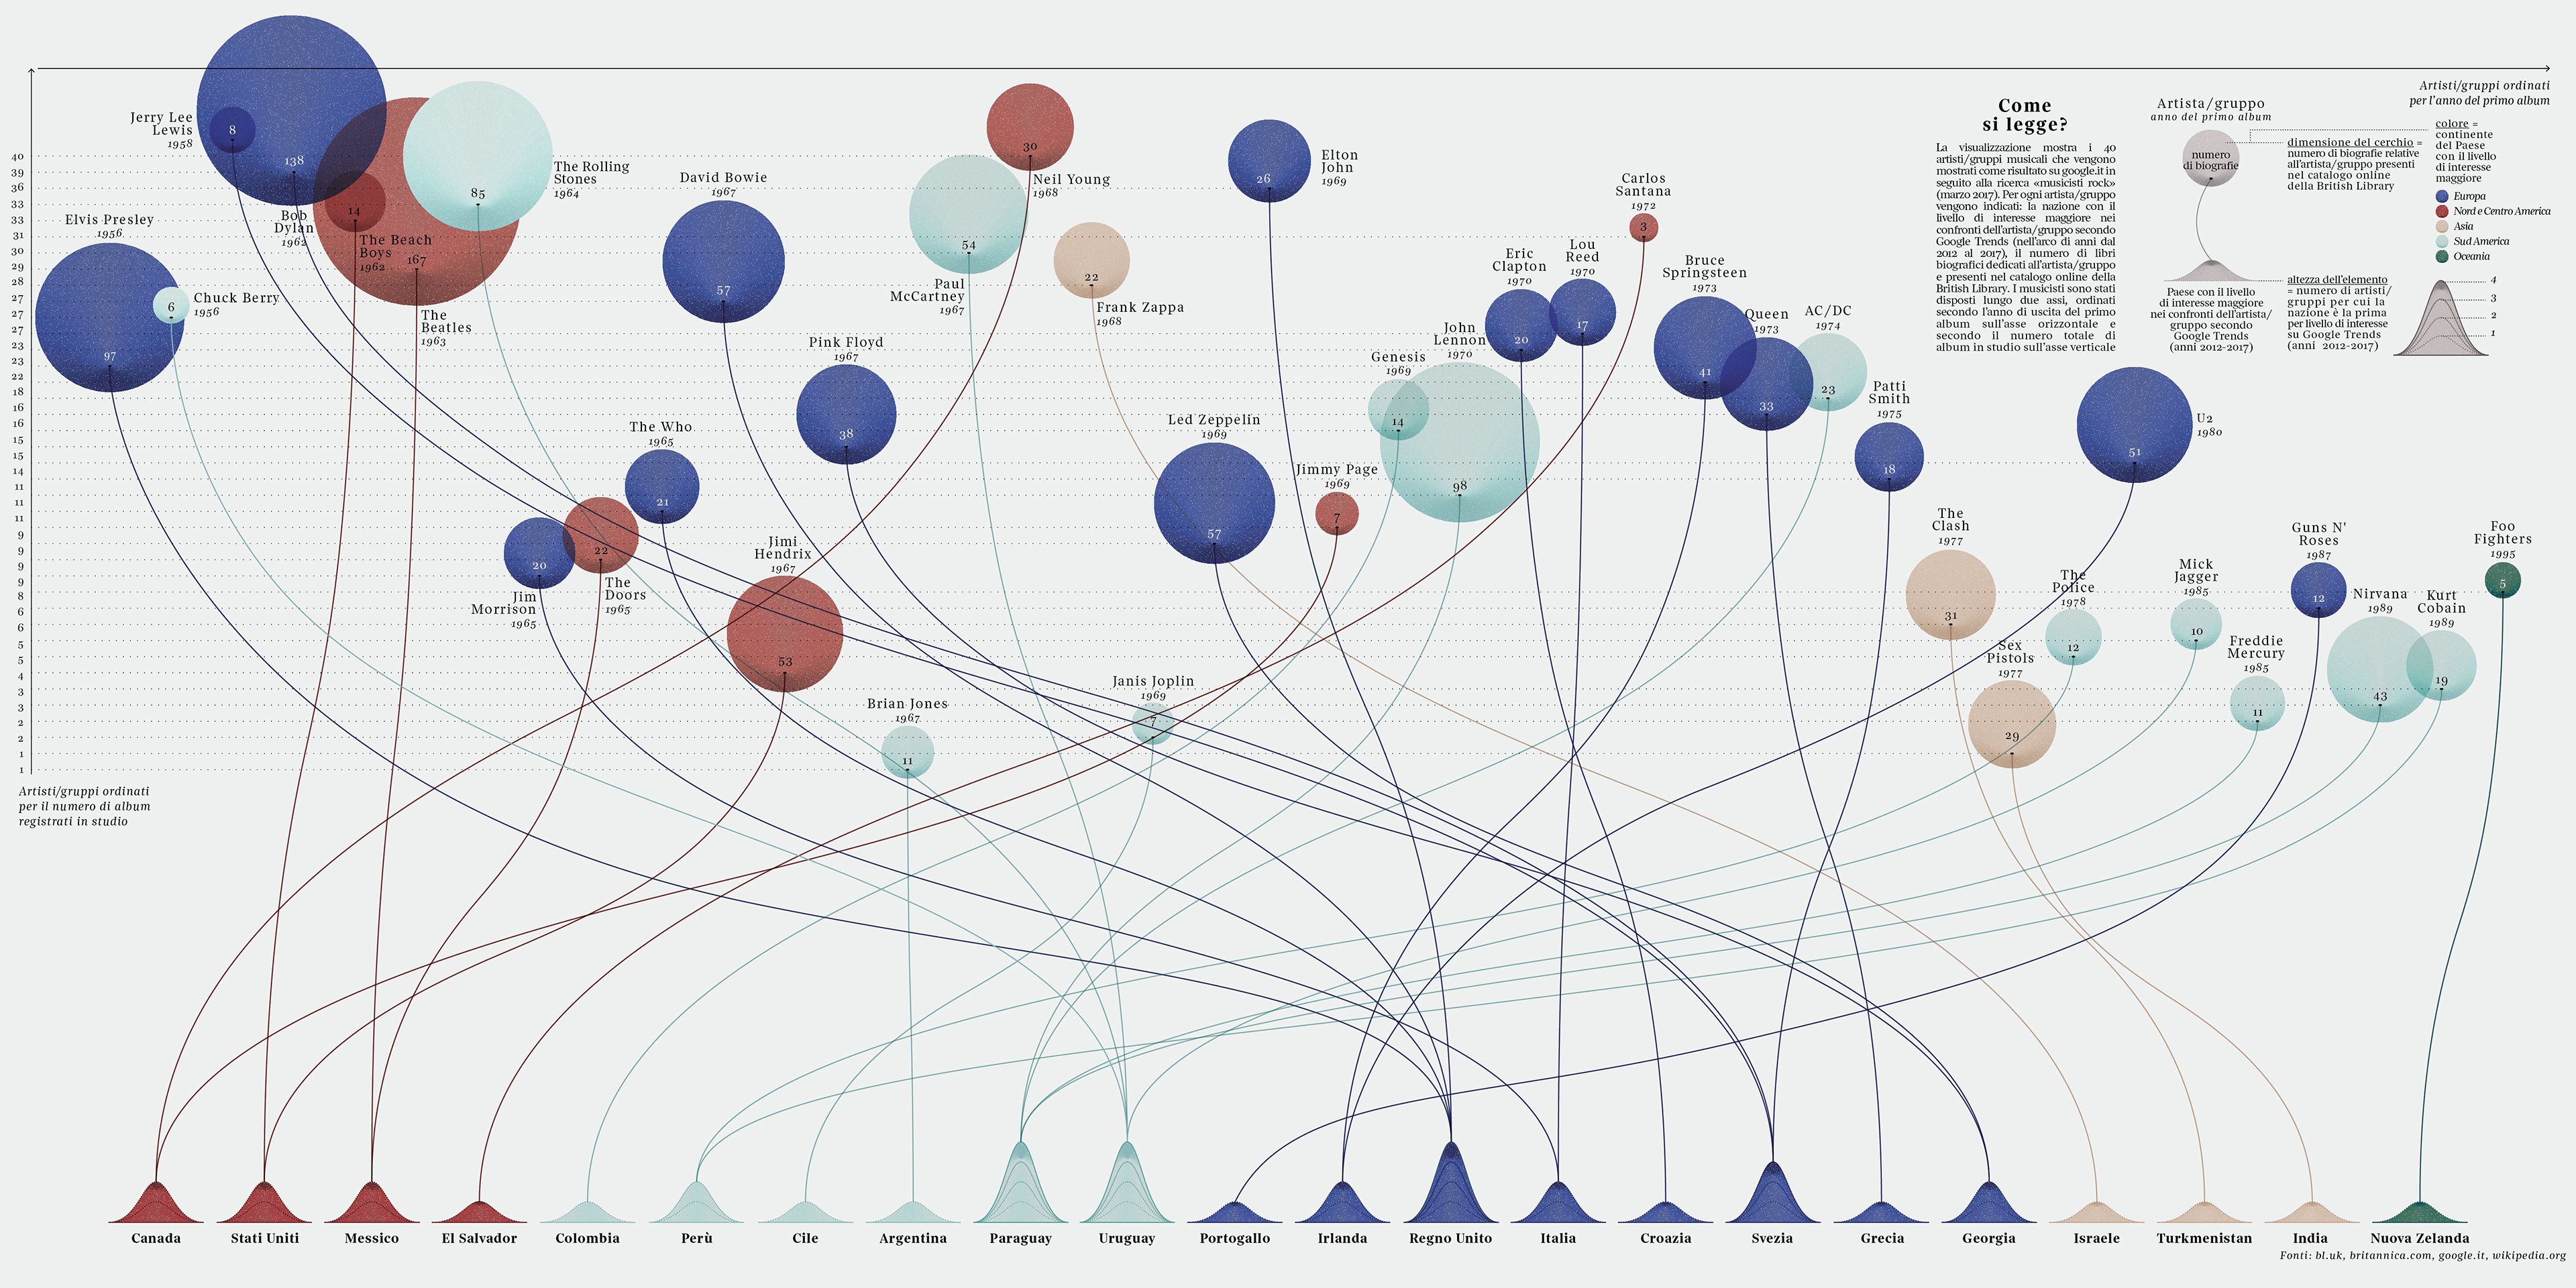 Artisti/gruppi ordinati
per l'anno del primo album
Come
si legge?
La visualizzazione mostra i 40
artisti/gruppi musicali che vengono
mostrati come risultato su google.it in
seguito alla ricerca «musicisti rock»
(marzo 2017). Per ogni artista/gruppo
vengono indicati: la nazione con il
livello di interesse maggiore nei
confronti dell'artista/gruppo secondo
Google Trends (nell'arco di anni dal
2012 al 2017), il numero di libri
biografici dedicati all'artista/gruppo
e presenti nel catalogo online della
British Library. I musicisti sono stati
disposti lungo due assi, ordinati
secondo l'anno di uscita del primo
album sull'asse orizzontale e
secondo il numero totale di
album in studio sull'asse verticale
Artista/gruppo
anno del primo album
numero
di biografie
dimensione del cerchio =
numero di biografie relative
all'artista/gruppo presenti
nel catalogo online
della British Library
colore =
continente
del Paese
con il livello
di interesse
maggiore
Europa
Nord e Centro America
Asia
Sud America
Oceania
Paese con il livello
di interesse maggiore
nei confronti dell'artista/
gruppo secondo
Google Trends
(anni 2012-2017)
altezza dell'elemento
= numero di artisti/
gruppi per cui la
nazione è la prima
per livello di interesse
su Google Trends
(anni 2012-2017)
4
3
2
1
40
39
36
33
33
31
30
29
28
27
27
27
23
23
22
18
16
16
15
15
14
11
11
11
9
9
9
9
8
6
6
5
5
4
3
3
2
2
1
1
Artisti/gruppi ordinati
per il numero di album
registrati in studio
Elvis Presley
1956
97
Chuck Berry
1956
6
Jerry Lee
Lewis
1958
8
138
Bob
Dylan
1962
14
The Beach
Boys
1962
167
The
Beatles
1963
The Rolling
Stones
1964
85
Jim
Morrison
1965
20
The
Doors
1965
22
The Who
1965
21
David Bowie
1967
57
Jimi
Hendrix
1967
53
Pink Floyd
1967
38
Brian Jones
1967
11
Paul
McCartney
1967
54
Neil Young
1968
30
Frank Zappa
1968
22
Janis Joplin
1969
7
Led Zeppelin
1969
57
Elton
John
1969
26
Jimmy Page
1969
7
Genesis
1969
14
John
Lennon
1970
98
Eric
Clapton
1970
20
Lou
Reed
1970
17
Carlos
Santana
1972
3
Bruce
Springsteen
1973
41
Queen
1973
33
AC/DC
1974
23
Patti
Smith
1975
18
The
Clash
1977
31
Sex
Pistols
1977
29
The
Police
1978
12
U2
1980
51
Mick
Jagger
1985
10
Freddie
Mercury
1985
11
Guns N'
Roses
1987
12
Nirvana
1989
43
Kurt
Cobain
1989
19
Foo
Fighters
1995
5
Canada
Stati Uniti
Messico
El Salvador
Colombia
Perù
Cile
Argentina
Paraguay
Uruguay
Portogallo
Irlanda
Regno Unito
Italia
Croazia
Svezia
Grecia
Georgia
Israele
Turkmenistan
India
Nuova Zelanda
Fonti: bl.uk, britannica.com, google.it, wikipedia.org